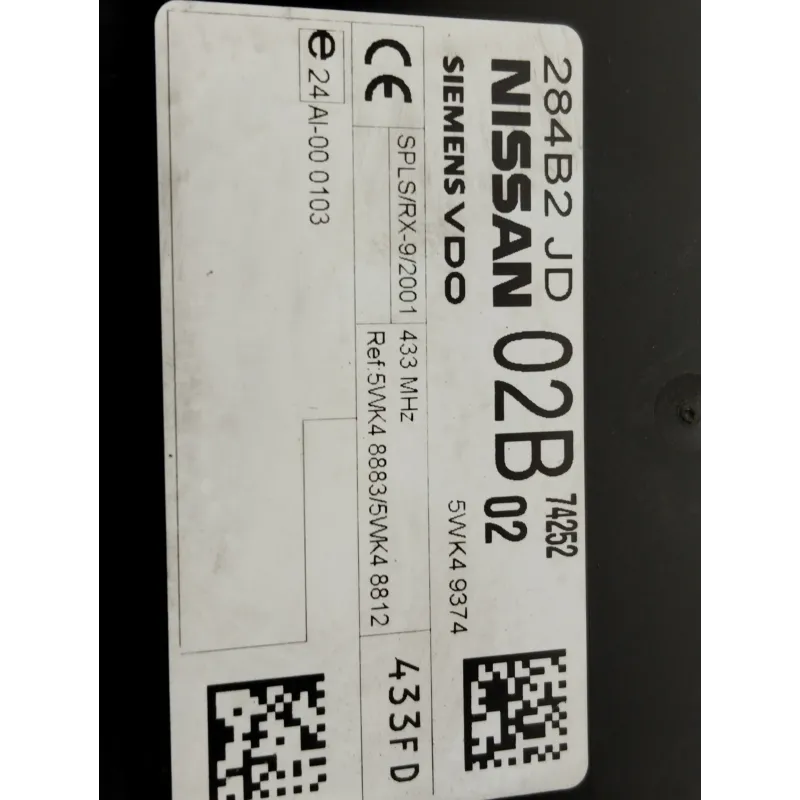 284B2 JD 02B 74252
NISSAN 02
SIEMENS VDO 5WK4 9374
CE
SPLS/RX-9/2001
433 MHz
Ref:5WK4 8883/5WK4 8812
433FD
e 24 AI-00 0103